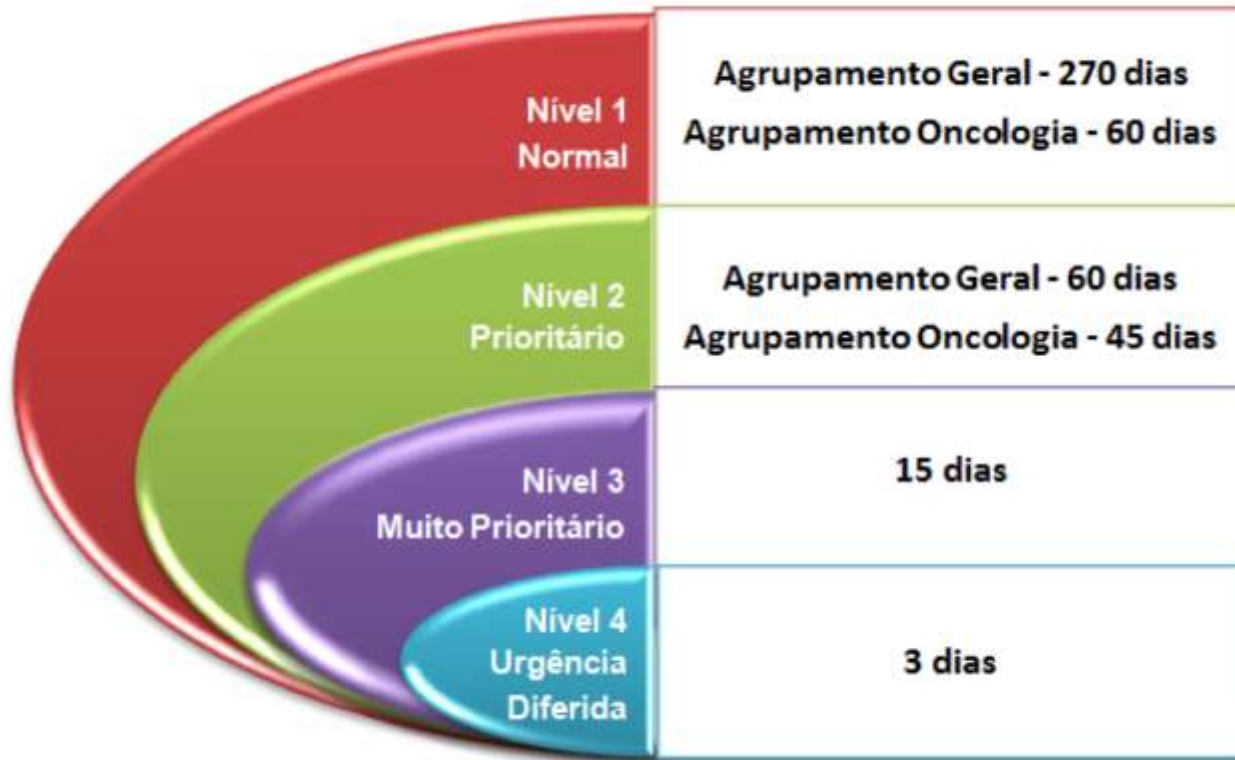 Nível 1
Normal
Agrupamento Geral - 270 dias
Agrupamento Oncologia - 60 dias
Nível 2
Prioritário
Agrupamento Geral - 60 dias
Agrupamento Oncologia - 45 dias
Nível 3
Muito Prioritário
15 dias
Nível 4
Urgência
Diferida
3 dias